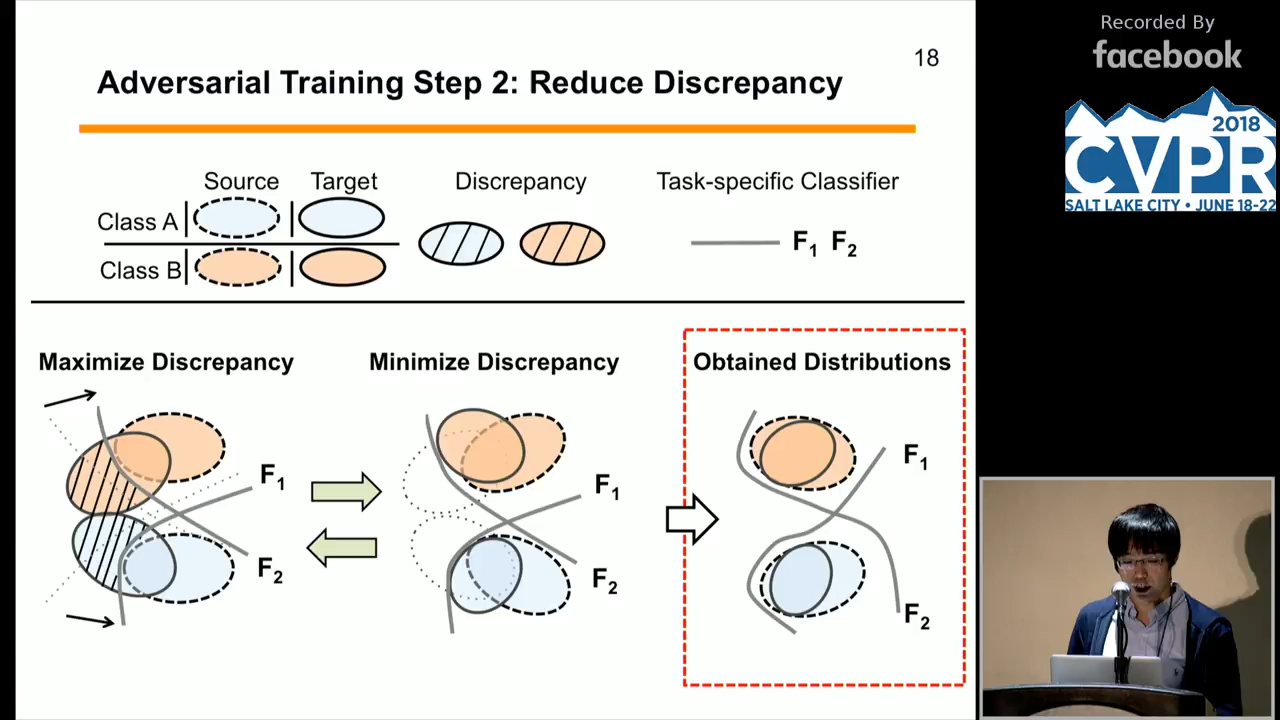 Recorded By
facebook
2018
CVPR
SALT LAKE CITY • JUNE 18-22
18
Adversarial Training Step 2: Reduce Discrepancy
Source Target Discrepancy Task-specific Classifier
Class A
F1 F2
Class B
Maximize Discrepancy Minimize Discrepancy Obtained Distributions
F1 F1 F1
F2 F2 F2